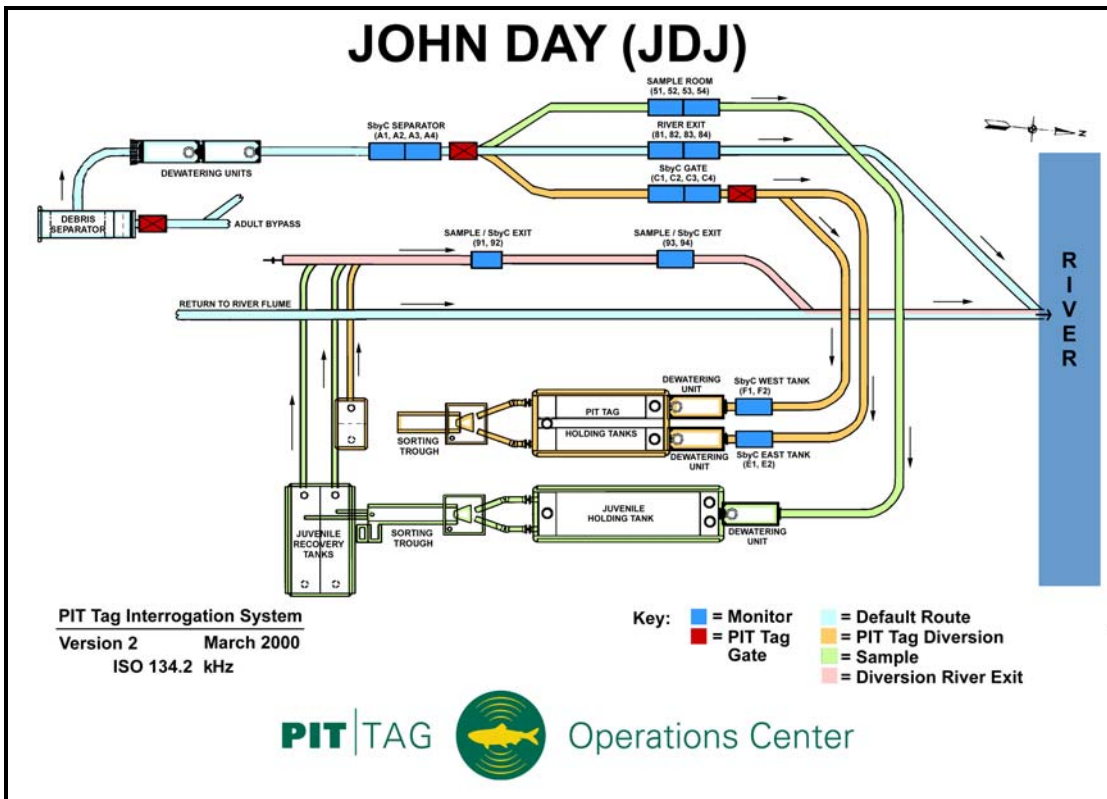 JOHN DAY (JDJ)
SAMPLE ROOM
(51, 52, 53, 54)
SbyC SEPARATOR
(A1, A2, A3, A4)
RIVER EXIT
(81, 82, 83, 84)
DEWATERING UNITS
SbyC GATE
(C1, C2, C3, C4)
N
DEBRIS
SEPARATOR
ADULT BYPASS
SAMPLE / SbyC EXIT
(91, 92)
SAMPLE / SbyC EXIT
(93, 94)
RETURN TO RIVER FLUME
R
I
V
E
R
DEWATERING
UNIT
SbyC WEST TANK
(F1, F2)
PIT TAG
HOLDING TANKS
SORTING
TROUGH
DEWATERING
UNIT
SbyC EAST TANK
(E1, E2)
JUVENILE
RECOVERY
TANKS
SORTING
TROUGH
JUVENILE
HOLDING TANK
DEWATERING
UNIT
PIT Tag Interrogation System
Version 2 March 2000
ISO 134.2 kHz
Key:
= Monitor
= PIT Tag
Gate
= Default Route
= PIT Tag Diversion
= Sample
= Diversion River Exit
PIT TAG Operations Center